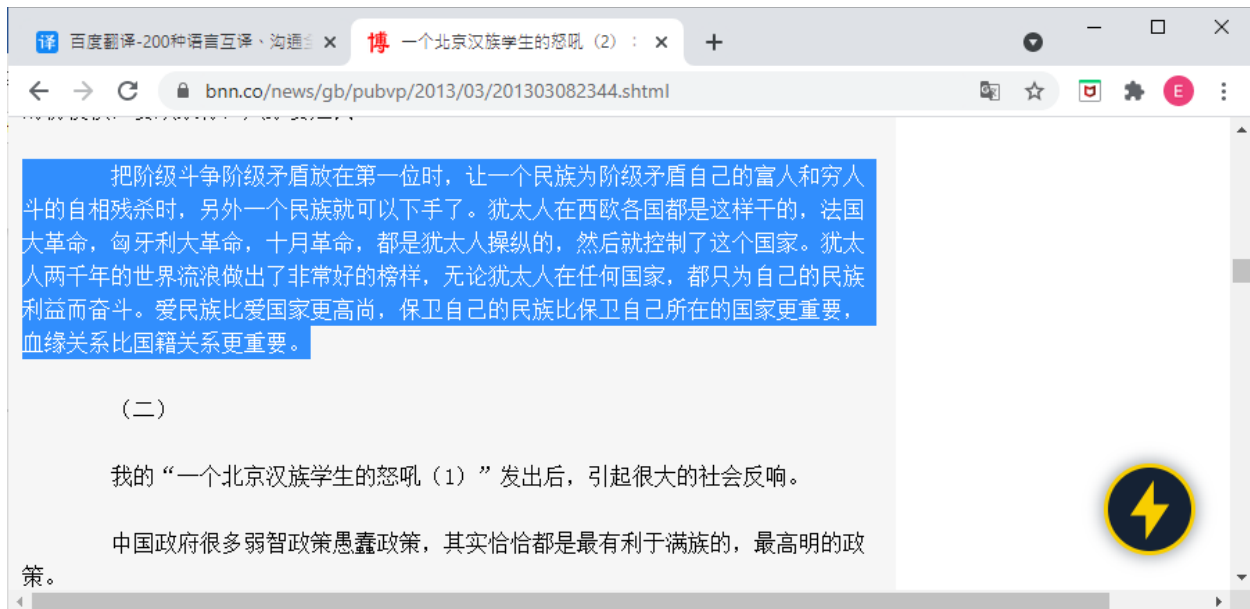 百度翻译-200种语言互译、沟通
一个北京汉族学生的怒吼（2）：
bnn.co/news/gb/pubvp/2013/03/201303082344.shtml
E
把阶级斗争阶级矛盾放在第一位时，让一个民族为阶级矛盾自己的富人和穷人
斗的自相残杀时，另外一个民族就可以下手了。犹太人在西欧各国都是这样干的，法国
大革命，匈牙利大革命，十月革命，都是犹太人操纵的，然后就控制了这个国家。犹太
人两千年的世界流浪做出了非常好的榜样，无论犹太人在任何国家，都只为自己的民族
利益而奋斗。爱民族比爱国家更高尚，保卫自己的民族比保卫自己所在的国家更重要，
血缘关系比国籍关系更重要。
（二）
我的“一个北京汉族学生的怒吼（1）”发出后，引起很大的社会反响。
中国政府很多弱智政策愚蠢政策，其实恰恰都是最有利于满族的，最高明的政
策。